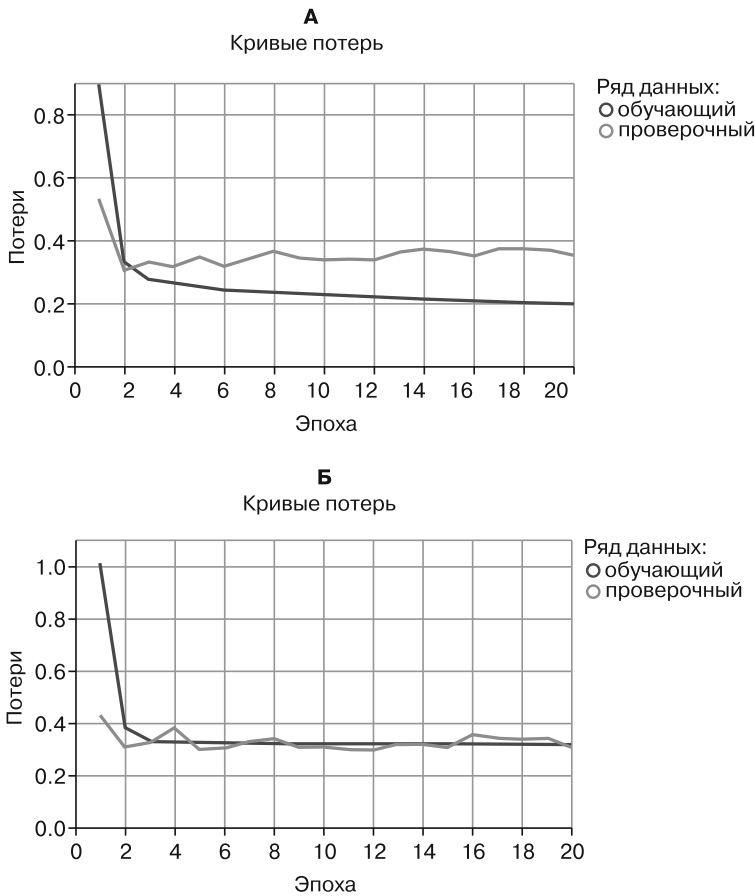 А
Кривые потерь
Ряд данных:
обучающий
проверочный
0.8
0.6
0.4
0.2
0.0
Потери
0 2 4 6 8 10 12 14 16 18 20
Эпоха
Б
Кривые потерь
Ряд данных:
обучающий
проверочный
1.0
0.8
0.6
0.4
0.2
0.0
Потери
0 2 4 6 8 10 12 14 16 18 20
Эпоха